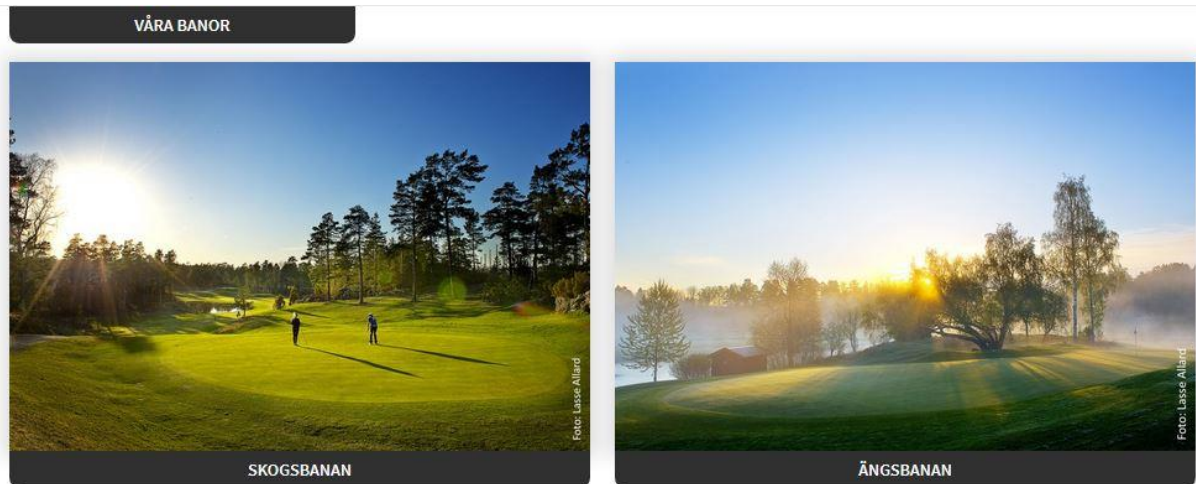 VÅRA BANOR
Foto: Lasse Allard
Foto: Lasse Allard
SKOGSBANAN
ÄNGSBANAN